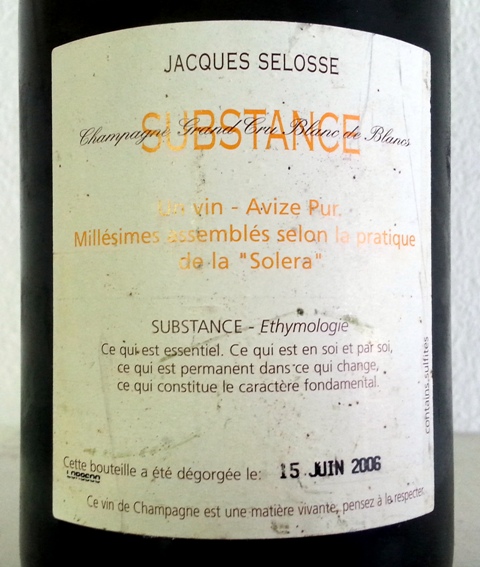 JACQUES SELOSSE
SUBSTANCE
Champagne Grand Cru Blanc de Blancs
Un vin - Avize Pur.
Millésimes assemblés selon la pratique
de la "Solera"
SUBSTANCE - Ethymologie
Ce qui est essentiel. Ce qui est en soi et par soi,
ce qui est permanent dans ce qui change,
ce qui constitue le caractère fondamental.
contains sulfites
Cette bouteille a été dégorgée le: 15 JUIN 2006
Ce vin de Champagne est une matière vivante, pensez à le respecter.